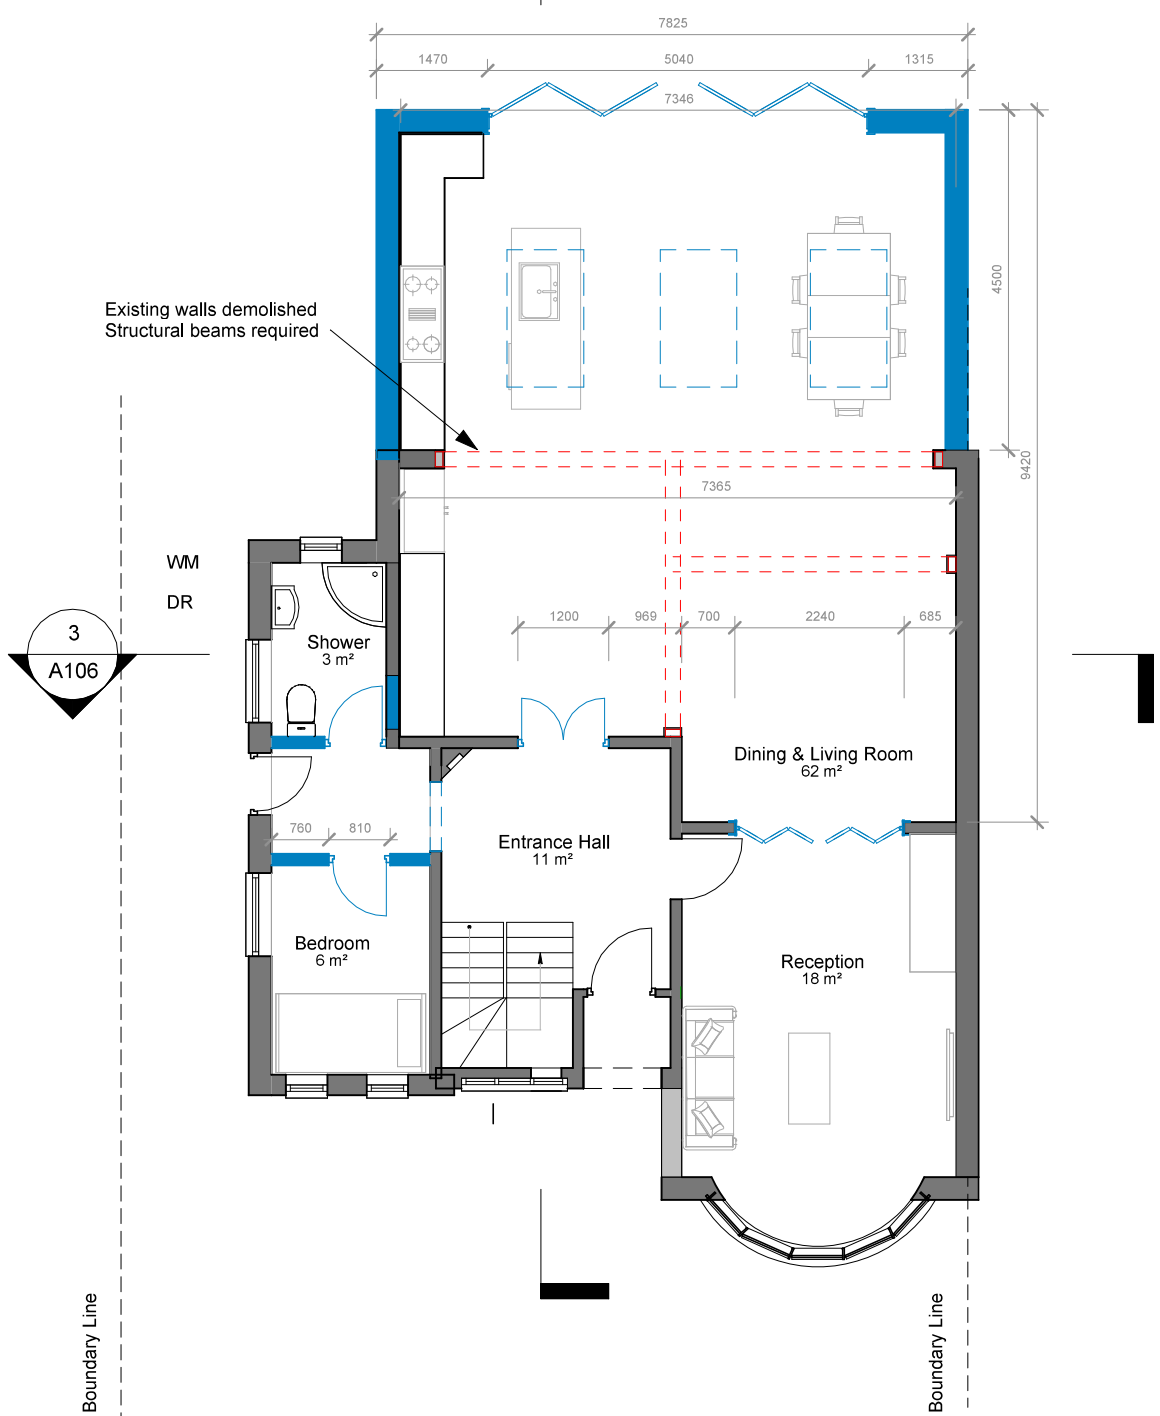 7825
1470
5040
1315
7346
4500
9420
Existing walls demolished
Structural beams required
7365
WM
DR
3
A106
Shower
3 m²
1200
969
700
2240
685
Dining & Living Room
62 m²
760
810
Entrance Hall
11 m²
Bedroom
6 m²
Reception
18 m²
Boundary Line
Boundary Line